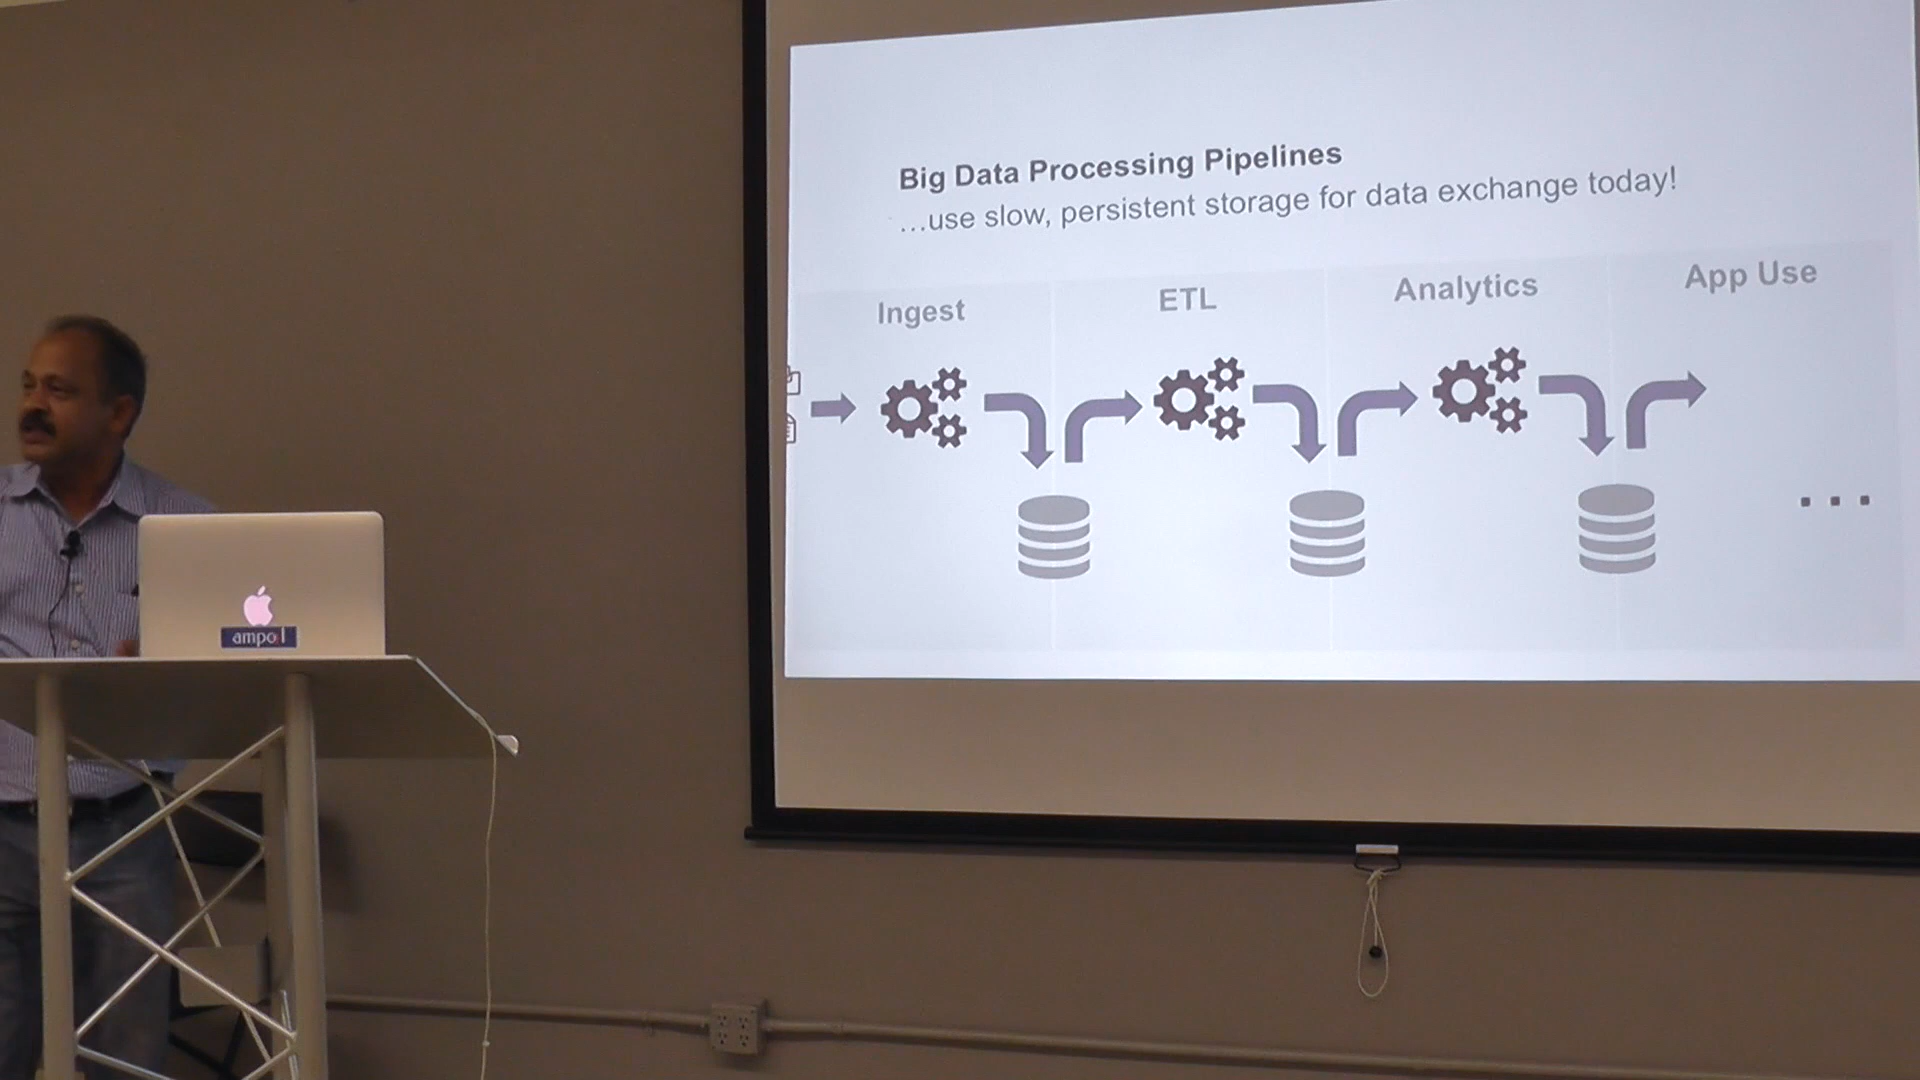 Big Data Processing Pipelines
...use slow, persistent storage for data exchange today!
Ingest
ETL
Analytics
App Use
...
ampool